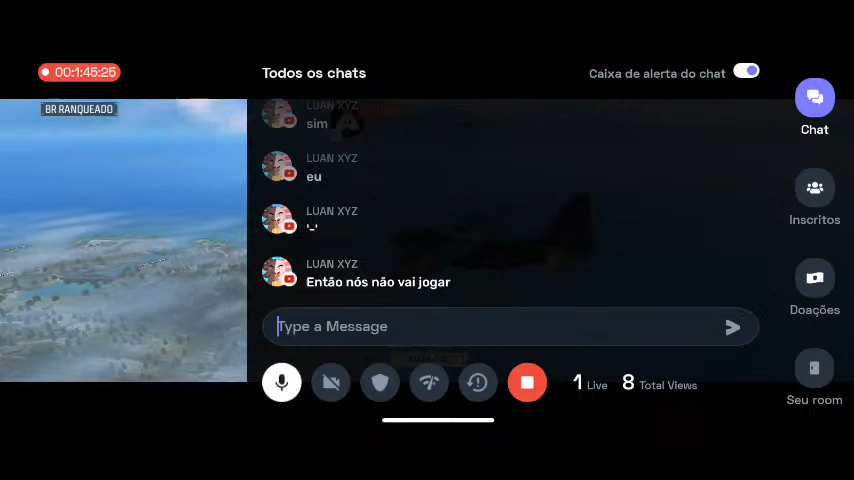 00:1:45:25
Todos os chats
Caixa de alerta do chat
BR RANQUEADO
LUAN XYZ
sim
LUAN XYZ
eu
LUAN XYZ
'-'
LUAN XYZ
Então nós não vai jogar
Type a Message
1 Live 8 Total Views
Chat
Inscritos
Doações
Seu room